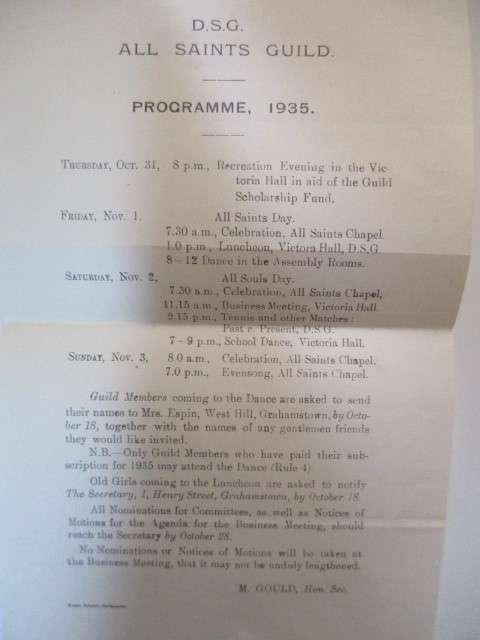 D.S.G.
ALL SAINTS GUILD.
PROGRAMME, 1935.
THURSDAY, OCT. 31, 8 p.m., Recreation Evening in the Vic-
toria Hall in aid of the Guild
Scholarship Fund.
FRIDAY, NOV. 1. All Saints Day.
7.30 a.m., Celebration, All Saints Chapel.
1.0 p.m., Luncheon, Victora Hall, D.S.G.
8—12 Dance in the Assembly Rooms.
SATURDAY, NOV. 2, All Souls Day.
7.30 a.m., Celebration, All Saints Chapel,
11.15 a.m., Business Meeting, Victoria Hall.
2.15 p.m., Tennis and other Matches:
Past v. Present, D.S.G.
7—9 p.m., School Dance, Victoria Hall.
SUNDAY, NOV. 3, 8.0 a.m., Celebration, All Saints Chapel.
7.0 p.m., Evensong, All Saints Chapel.
Guild Members coming to the Dance are asked to send
their names to Mrs. Espin, West Hill, Grahamstown, by Octo-
ber 18, together with the names of any gentlemen friends
they would like invited.
N.B.—Only Guild Members who have paid their sub-
scription for 1935 may attend the Dance (Rule 4)
Old Girls coming to the Luncheon are asked to notify
The Secretary, 1, Henry Street, Grahamstown, by October 18.
All Nominations for Committees, as well as Notices of
Motions for the Agenda for the Business Meeting, should
reach the Secretary by October 28.
No Nominations or Notices of Motions will be taken at
the Business Meeting, that it may not be unduly lengthened.
M. GOULD, Hon. Sec.